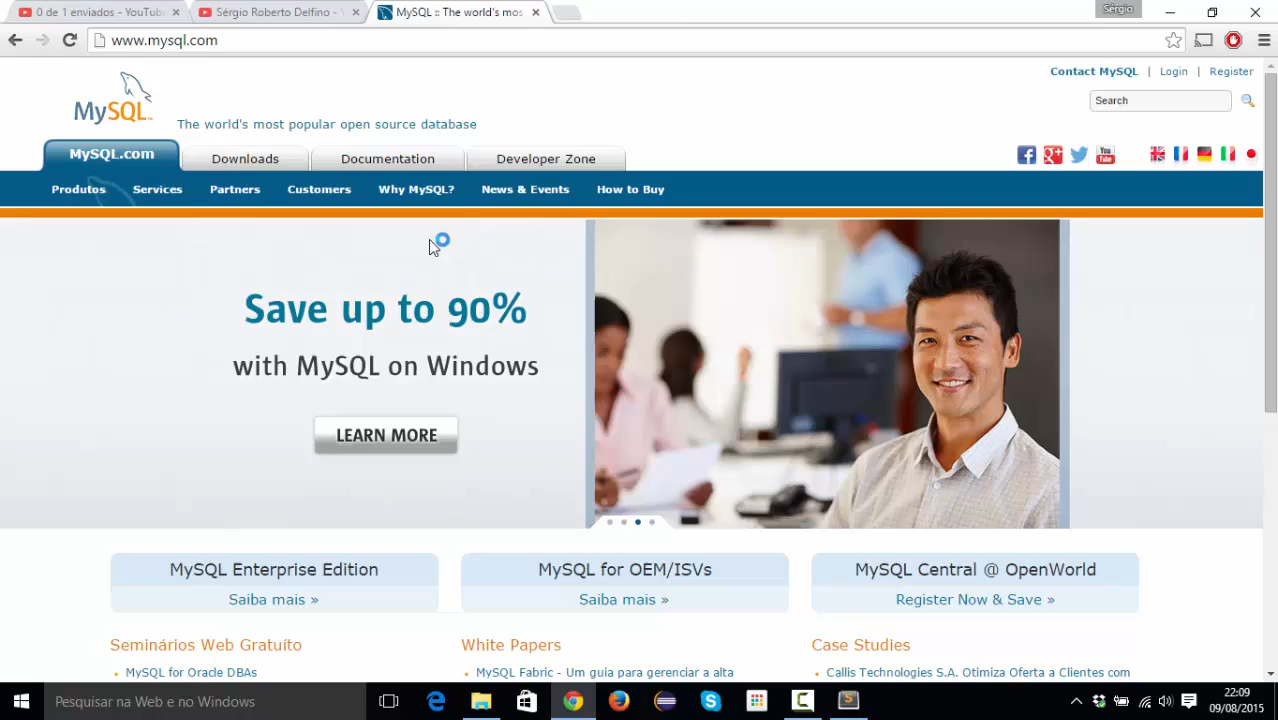 0 de 1 enviados - YouTub
Sérgio Roberto Delfino -
MySQL :: The world's mos
Sérgio
www.mysql.com
Contact MySQL | Login | Register
MySQL
The world's most popular open source database
Search
MySQL.com
Downloads
Documentation
Developer Zone
You Tube
Produtos
Services
Partners
Customers
Why MySQL?
News & Events
How to Buy
Save up to 90%
with MySQL on Windows
LEARN MORE
MySQL Enterprise Edition
Saiba mais »
MySQL for OEM/ISVs
Saiba mais »
MySQL Central @ OpenWorld
Register Now & Save »
Seminários Web Gratuíto
MySQL for Oracle DBAs
White Papers
MySQL Fabric - Um guia para gerenciar a alta
Case Studies
Callis Technologies S.A. Otimiza Oferta a Clientes com
Pesquisar na Web e no Windows
22:09
09/08/2015